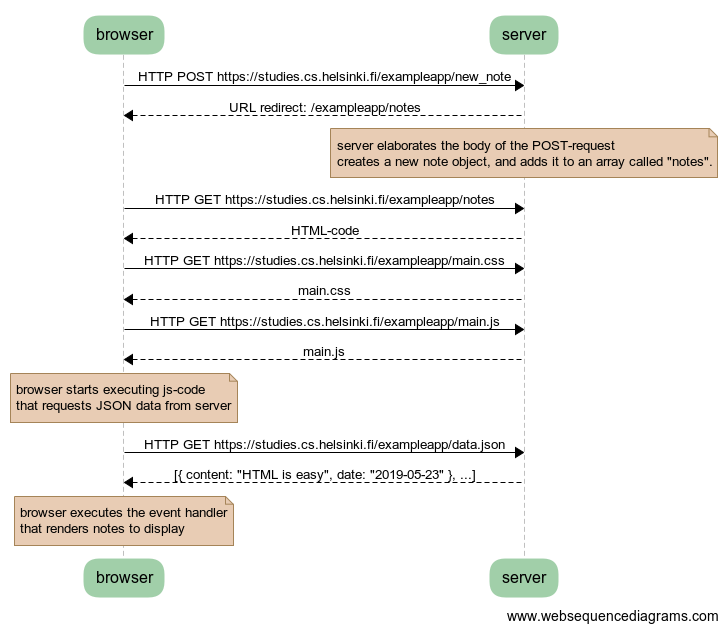 browser
server
HTTP POST https://studies.cs.helsinki.fi/exampleapp/new_note
URL redirect: /exampleapp/notes
server elaborates the body of the POST-request
creates a new note object, and adds it to an array called "notes".
HTTP GET https://studies.cs.helsinki.fi/exampleapp/notes
HTML-code
HTTP GET https://studies.cs.helsinki.fi/exampleapp/main.css
main.css
HTTP GET https://studies.cs.helsinki.fi/exampleapp/main.js
main.js
browser starts executing js-code
that requests JSON data from server
HTTP GET https://studies.cs.helsinki.fi/exampleapp/data.json
[{ content: "HTML is easy", date: "2019-05-23" }, ...]
browser executes the event handler
that renders notes to display
browser
server
www.websequencediagrams.com